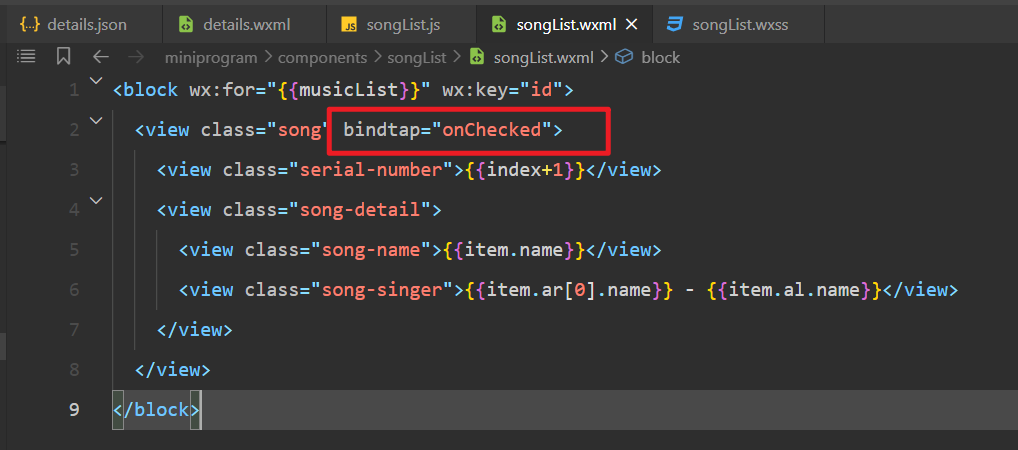 {..} details.json details.wxml JS songList.js songList.wxml songList.wxss
miniprogram > components > songList > songList.wxml > block
1 <block wx:for="{{musicList}}" wx:key="id">
2 <view class="song" bindtap="onChecked">
3 <view class="serial-number">{{index+1}}</view>
4 <view class="song-detail">
5 <view class="song-name">{{item.name}}</view>
6 <view class="song-singer">{{item.ar[0].name}} - {{item.al.name}}</view>
7 </view>
8 </view>
9 </block>